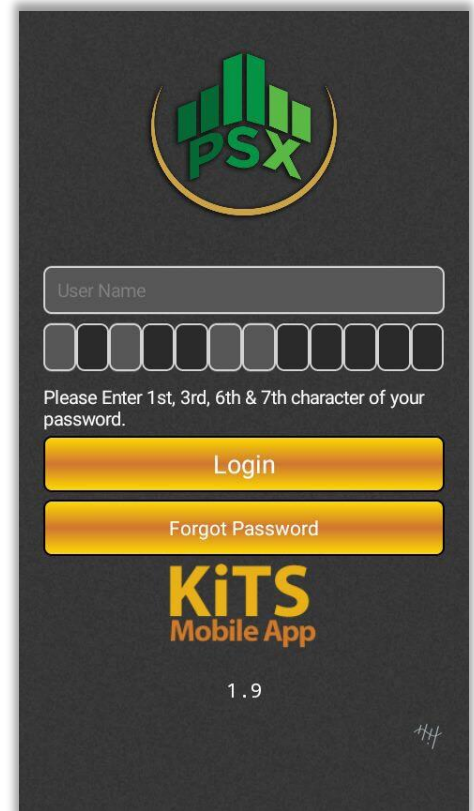 PSX
User Name
Please Enter 1st, 3rd, 6th & 7th character of your
password.
Login
Forgot Password
KiTS
Mobile App
1.9